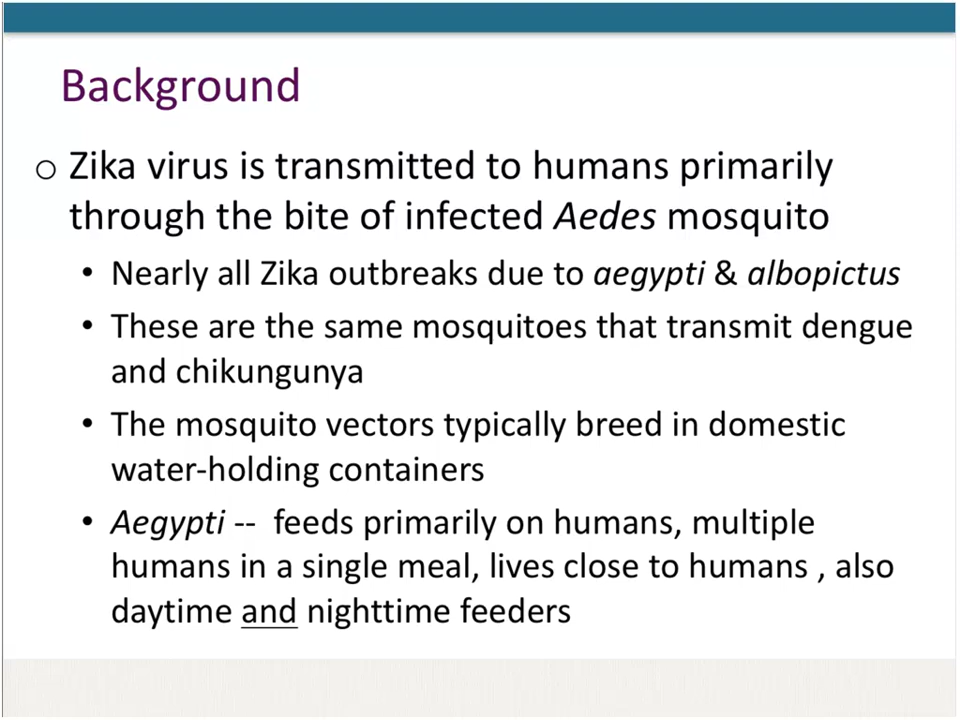 Background
o Zika virus is transmitted to humans primarily
through the bite of infected Aedes mosquito
• Nearly all Zika outbreaks due to aegypti & albopictus
• These are the same mosquitoes that transmit dengue
and chikungunya
• The mosquito vectors typically breed in domestic
water-holding containers
• Aegypti -- feeds primarily on humans, multiple
humans in a single meal, lives close to humans , also
daytime and nighttime feeders